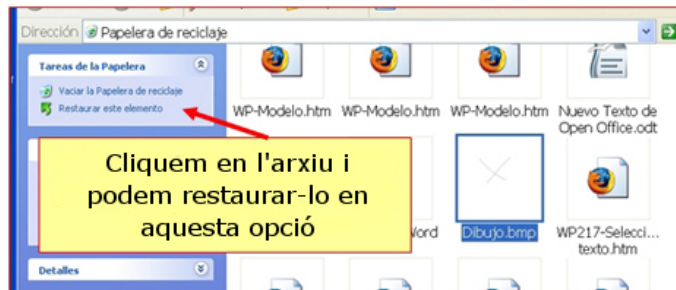 Dirección Papelera de reciclaje
Tareas de la Papelera
Vaciar la Papelera de reciclaje
Restaurar este elemento
WP-Modelo.htm WP-Modelo.htm WP-Modelo.htm Nuevo Texto de
Open Office.odt
Cliquem en l'arxiu i
podem restaurar-lo en
aquesta opció
Word Dibujo.bmp WP217-Selecci...
texto.htm
Detalles